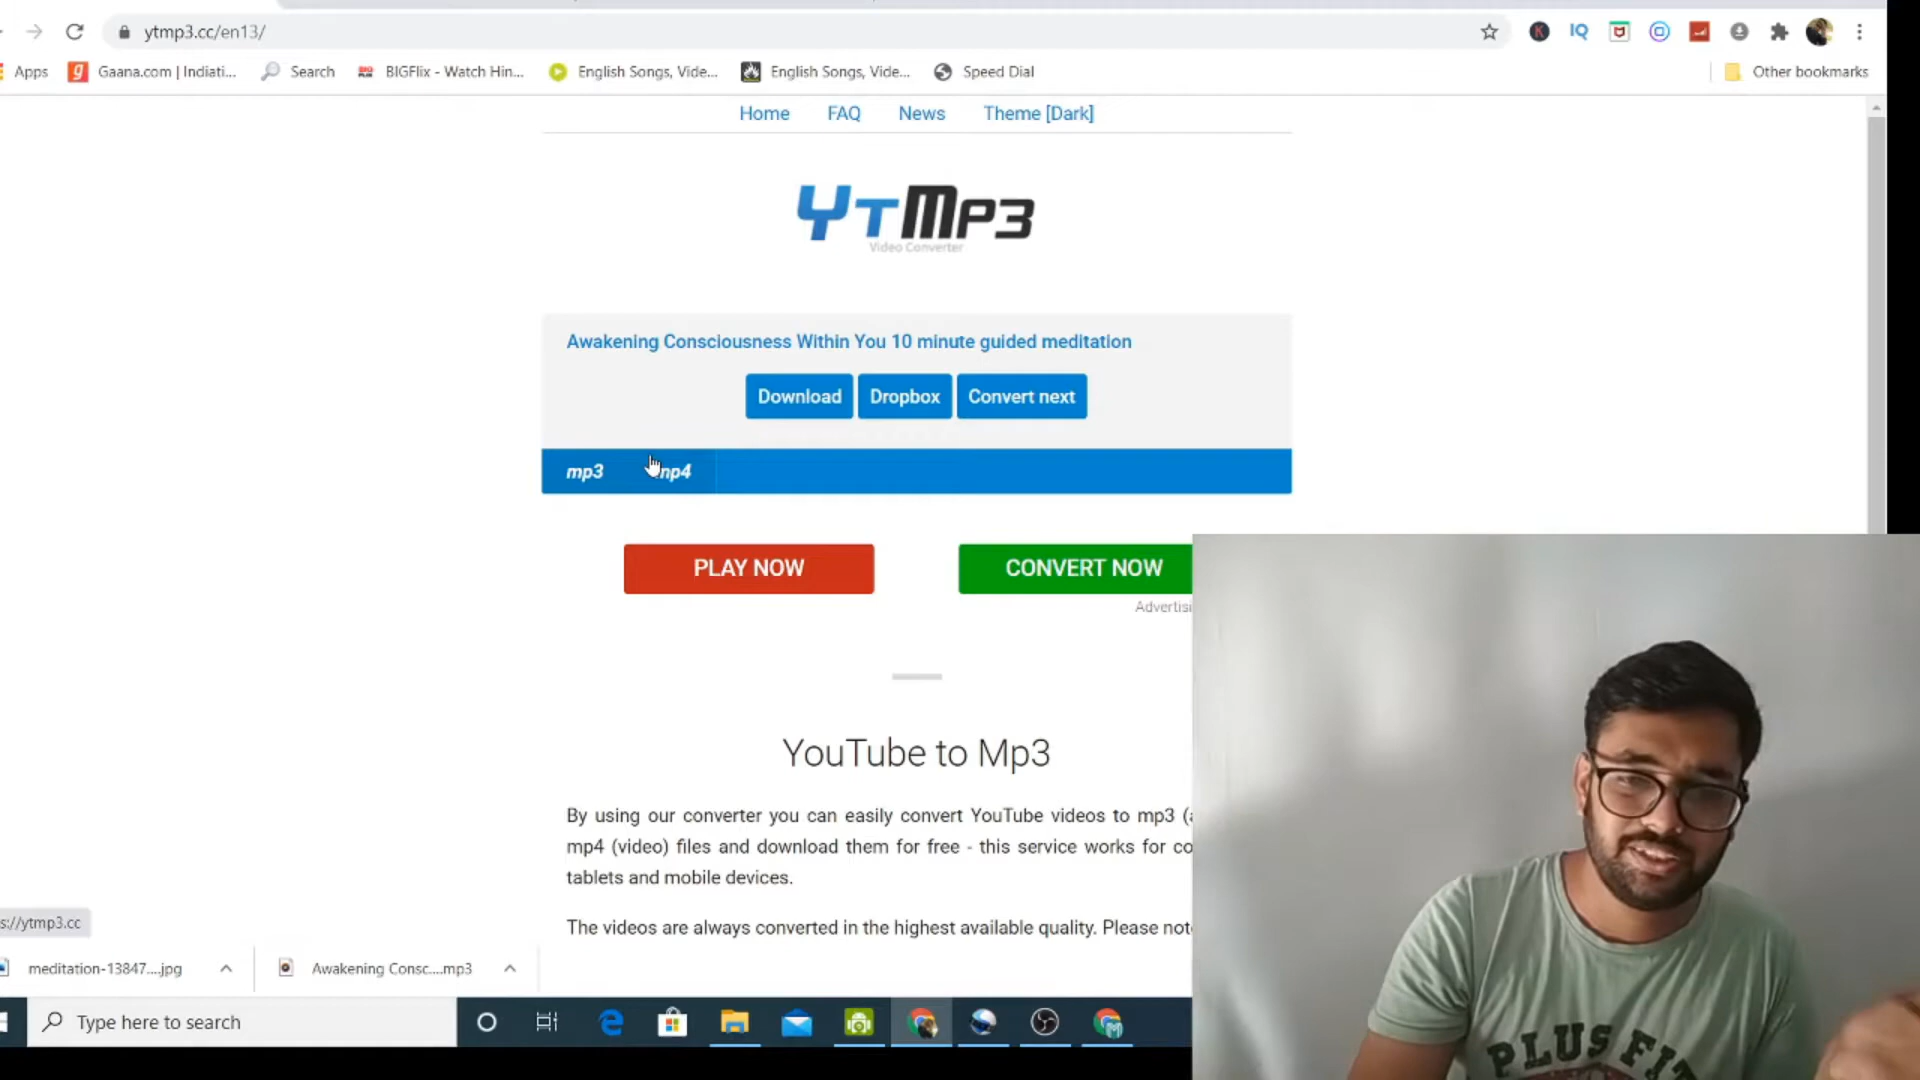 ytmp3.cc/en13/
Apps
Gaana.com | Indiati...
Search
BIGFlix - Watch Hin...
English Songs, Vide...
English Songs, Vide...
Speed Dial
Other bookmarks
Home
FAQ
News
Theme [Dark]
YTMP3
Video Converter
Awakening Consciousness Within You 10 minute guided meditation
Download
Dropbox
Convert next
mp3
mp4
PLAY NOW
CONVERT NOW
Advertisi
YouTube to Mp3
By using our converter you can easily convert YouTube videos to mp3 (a
mp4 (video) files and download them for free - this service works for co
tablets and mobile devices.
The videos are always converted in the highest available quality. Please note
s://ytmp3.cc
meditation-13847....jpg
Awakening Consc....mp3
Type here to search
PLUS FIT